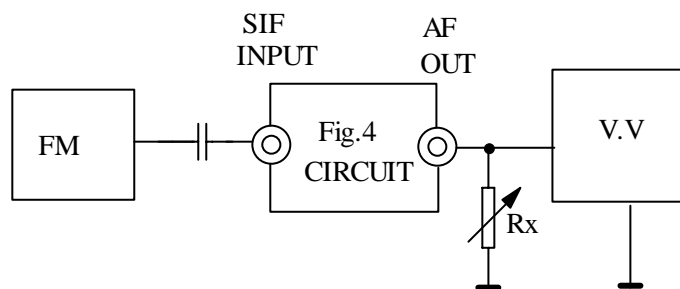 SIF
INPUT
AF
OUT
FM
Fig.4
CIRCUIT
V.V
Rx